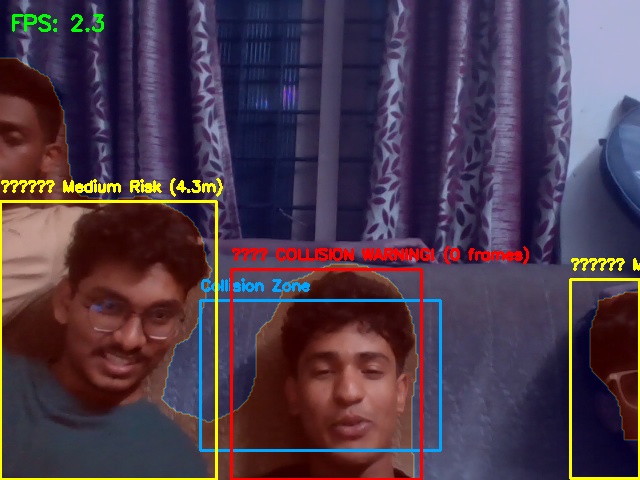 FPS: 2.3
?????? Medium Risk (4.3m)
???? COLLISION WARNING! (0 frames)
?????? M
Collision Zone